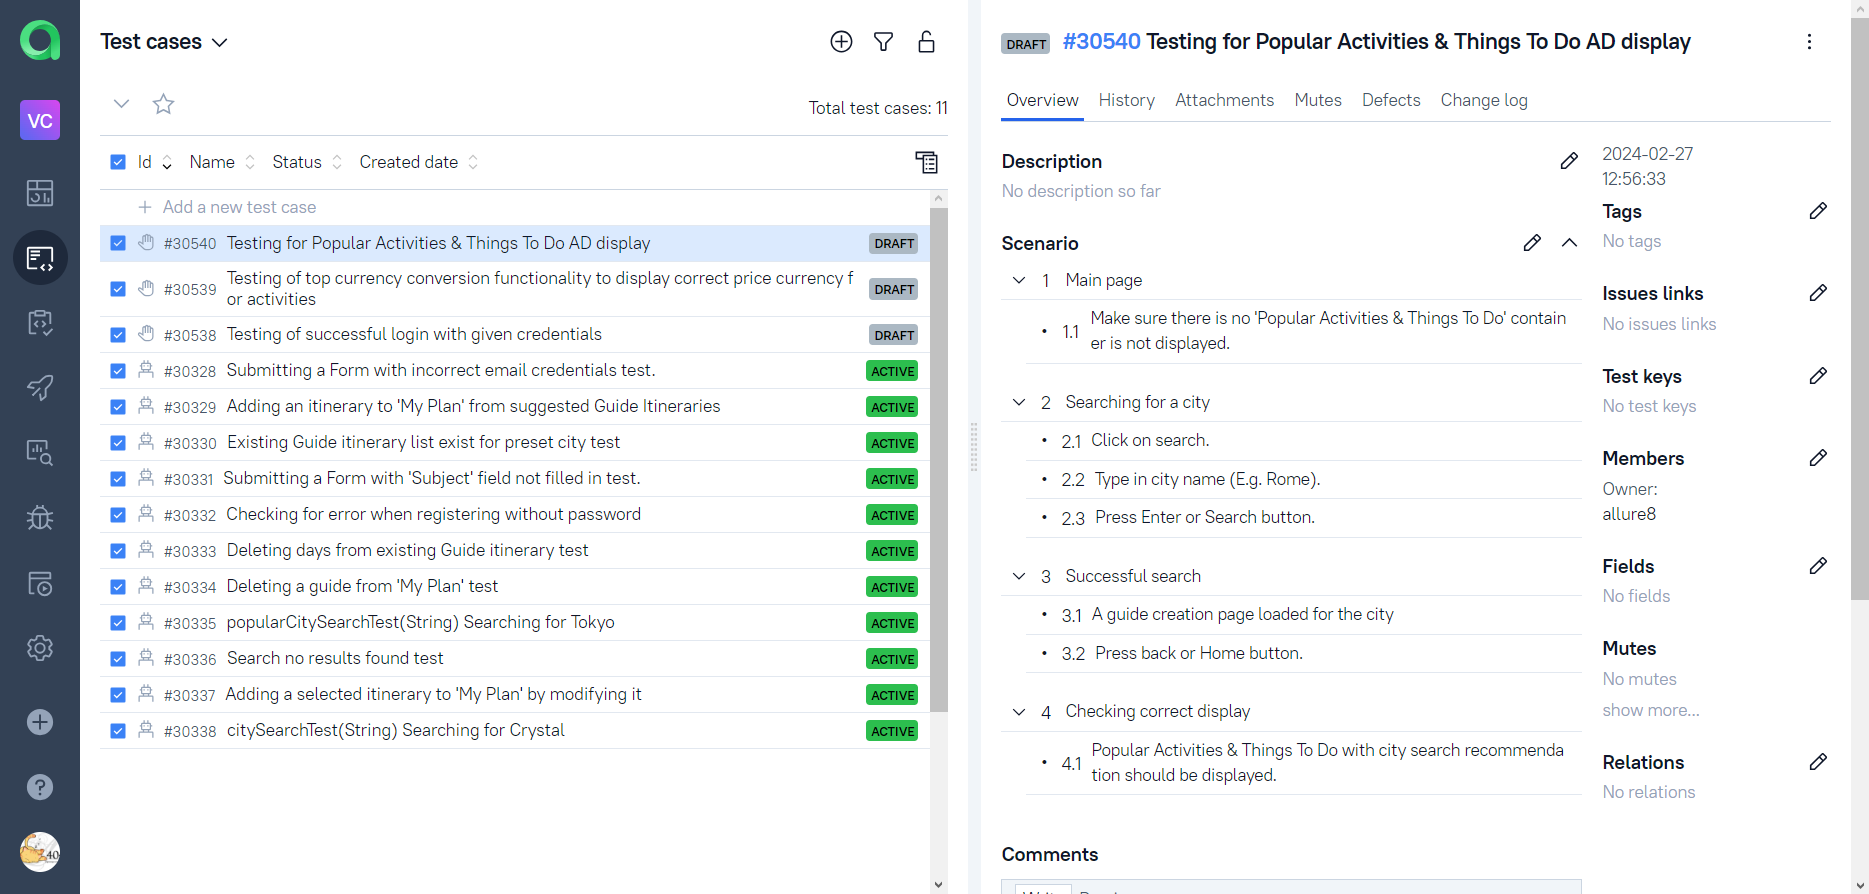 Test cases
DRAFT #30540 Testing for Popular Activities & Things To Do AD display
VC
Total test cases: 11
Overview History Attachments Mutes Defects Change log
Id Name Status Created date
Add a new test case
#30540 Testing for Popular Activities & Things To Do AD display DRAFT
#30539 Testing of top currency conversion functionality to display correct price currency f
or activities DRAFT
#30538 Testing of successful login with given credentials DRAFT
#30328 Submitting a Form with incorrect email credentials test. ACTIVE
#30329 Adding an itinerary to 'My Plan' from suggested Guide Itineraries ACTIVE
#30330 Existing Guide itinerary list exist for preset city test ACTIVE
#30331 Submitting a Form with 'Subject' field not filled in test. ACTIVE
#30332 Checking for error when registering without password ACTIVE
#30333 Deleting days from existing Guide itinerary test ACTIVE
#30334 Deleting a guide from 'My Plan' test ACTIVE
#30335 popularCitySearchTest(String) Searching for Tokyo ACTIVE
#30336 Search no results found test ACTIVE
#30337 Adding a selected itinerary to 'My Plan' by modifying it ACTIVE
#30338 citySearchTest(String) Searching for Crystal ACTIVE
Description
No description so far
Scenario
1 Main page
1.1 Make sure there is no 'Popular Activities & Things To Do' contain
er is not displayed.
2 Searching for a city
2.1 Click on search.
2.2 Type in city name (E.g. Rome).
2.3 Press Enter or Search button.
3 Successful search
3.1 A guide creation page loaded for the city
3.2 Press back or Home button.
4 Checking correct display
4.1 Popular Activities & Things To Do with city search recommenda
tion should be displayed.
Comments
2024-02-27
12:56:33
Tags
No tags
Issues links
No issues links
Test keys
No test keys
Members
Owner:
allure8
Fields
No fields
Mutes
No mutes
show more...
Relations
No relations
40